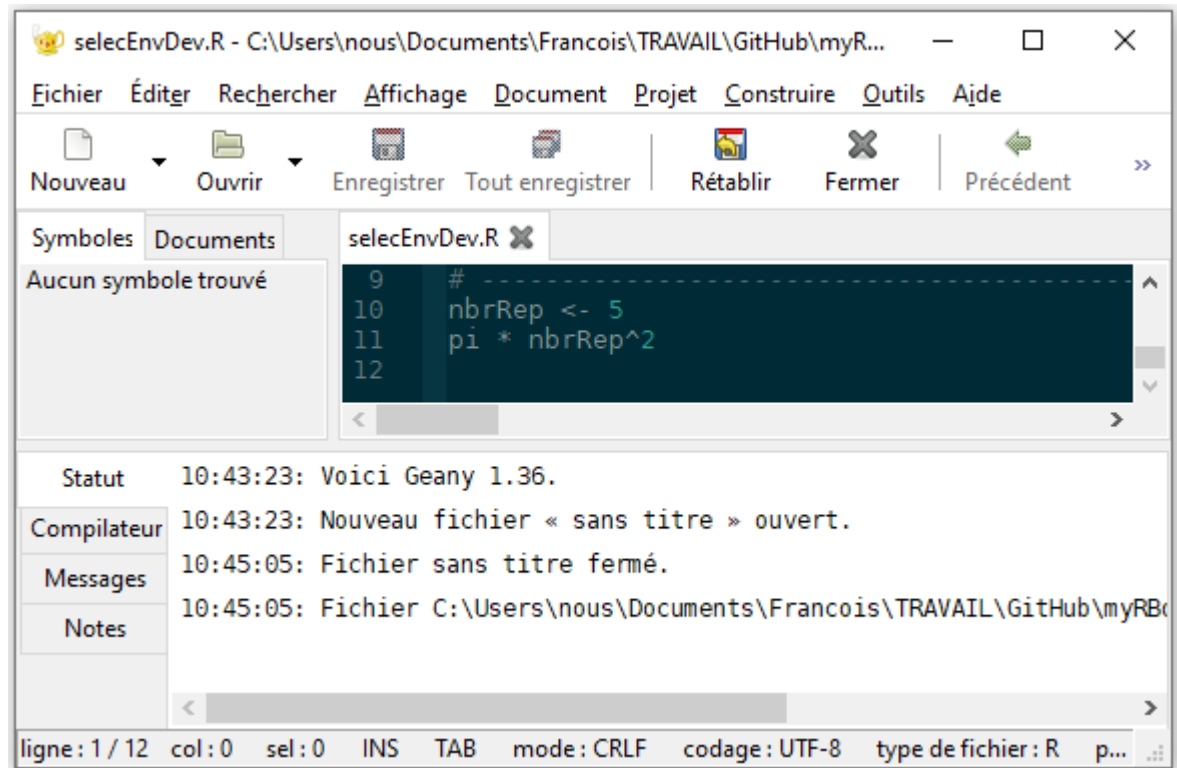 selecEnvDev.R - C:\Users\nous\Documents\Francois\TRAVAIL\GitHub\myR...
Fichier Éditer Rechercher Affichage Document Projet Construire Outils Aide
Nouveau Ouvrir Enregistrer Tout enregistrer Rétablir Fermer Précédent »
Symboles Documents selecEnvDev.R
Aucun symbole trouvé
9 # --------------------------------------------
10 nbrRep <- 5
11 pi * nbrRep^2
12
Statut 10:43:23: Voici Geany 1.36.
Compilateur 10:43:23: Nouveau fichier « sans titre » ouvert.
Messages 10:45:05: Fichier sans titre fermé.
Notes 10:45:05: Fichier C:\Users\nous\Documents\Francois\TRAVAIL\GitHub\myRBo
ligne : 1 / 12 col : 0 sel : 0 INS TAB mode : CRLF codage : UTF-8 type de fichier : R p...